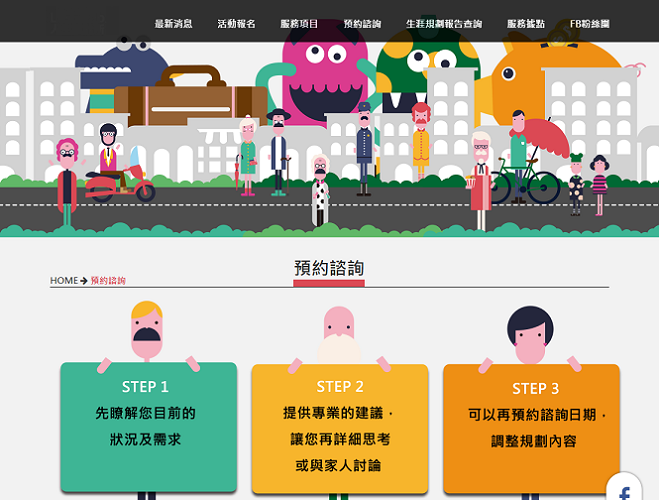 最新消息 活動報名 服務項目 預約諮詢 生涯規劃報告查詢 服務據點 FB粉絲團
預約諮詢
HOME → 預約諮詢
STEP 1
先瞭解您目前的
狀況及需求
STEP 2
提供專業的建議，
讓您再詳細思考
或與家人討論
STEP 3
可以再預約諮詢日期，
調整規劃內容